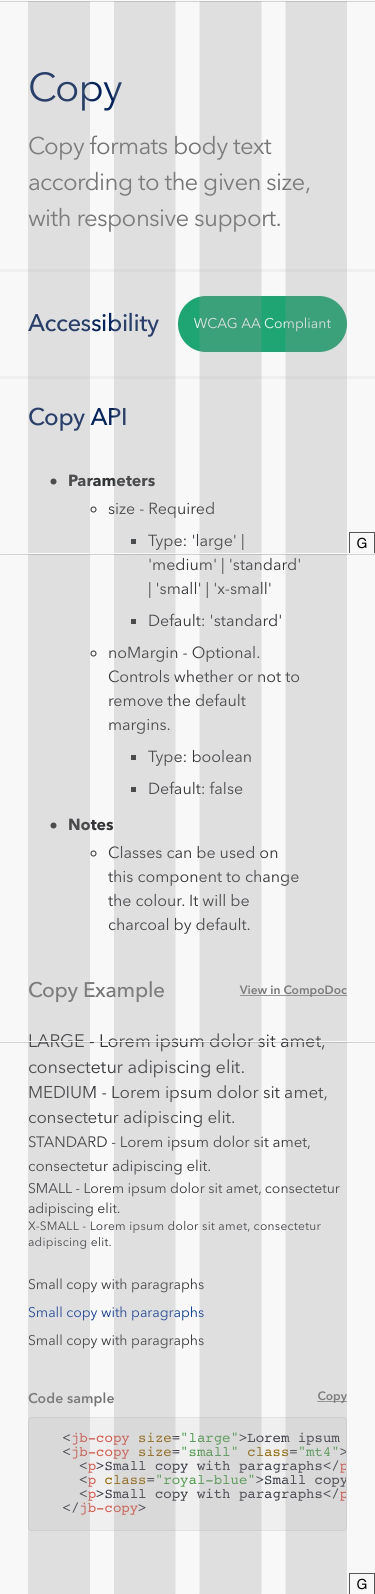 Copy
Copy formats body text
according to the given size,
with responsive support.
Accessibility
WCAG AA Compliant
Copy API
Parameters
size - Required
Type: 'large' |
'medium' | 'standard'
| 'small' | 'x-small'
Default: 'standard'
noMargin - Optional.
Controls whether or not to
remove the default
margins.
Type: boolean
Default: false
Notes
Classes can be used on
this component to change
the colour. It will be
charcoal by default.
G
Copy Example
View in CompoDoc
LARGE - Lorem ipsum dolor sit amet,
consectetur adipiscing elit.
MEDIUM - Lorem ipsum dolor sit amet,
consectetur adipiscing elit.
STANDARD - Lorem ipsum dolor sit amet,
consectetur adipiscing elit.
SMALL - Lorem ipsum dolor sit amet, consectetur
adipiscing elit.
X-SMALL - Lorem ipsum dolor sit amet, consectetur
adipiscing elit.
Small copy with paragraphs
Small copy with paragraphs
Small copy with paragraphs
Code sample
Copy
<jb-copy size="large">Lorem ipsum
<jb-copy size="small" class="mt4">
<p>Small copy with paragraphs</p
<p class="royal-blue">Small copy
<p>Small copy with paragraphs</p
</jb-copy>
G